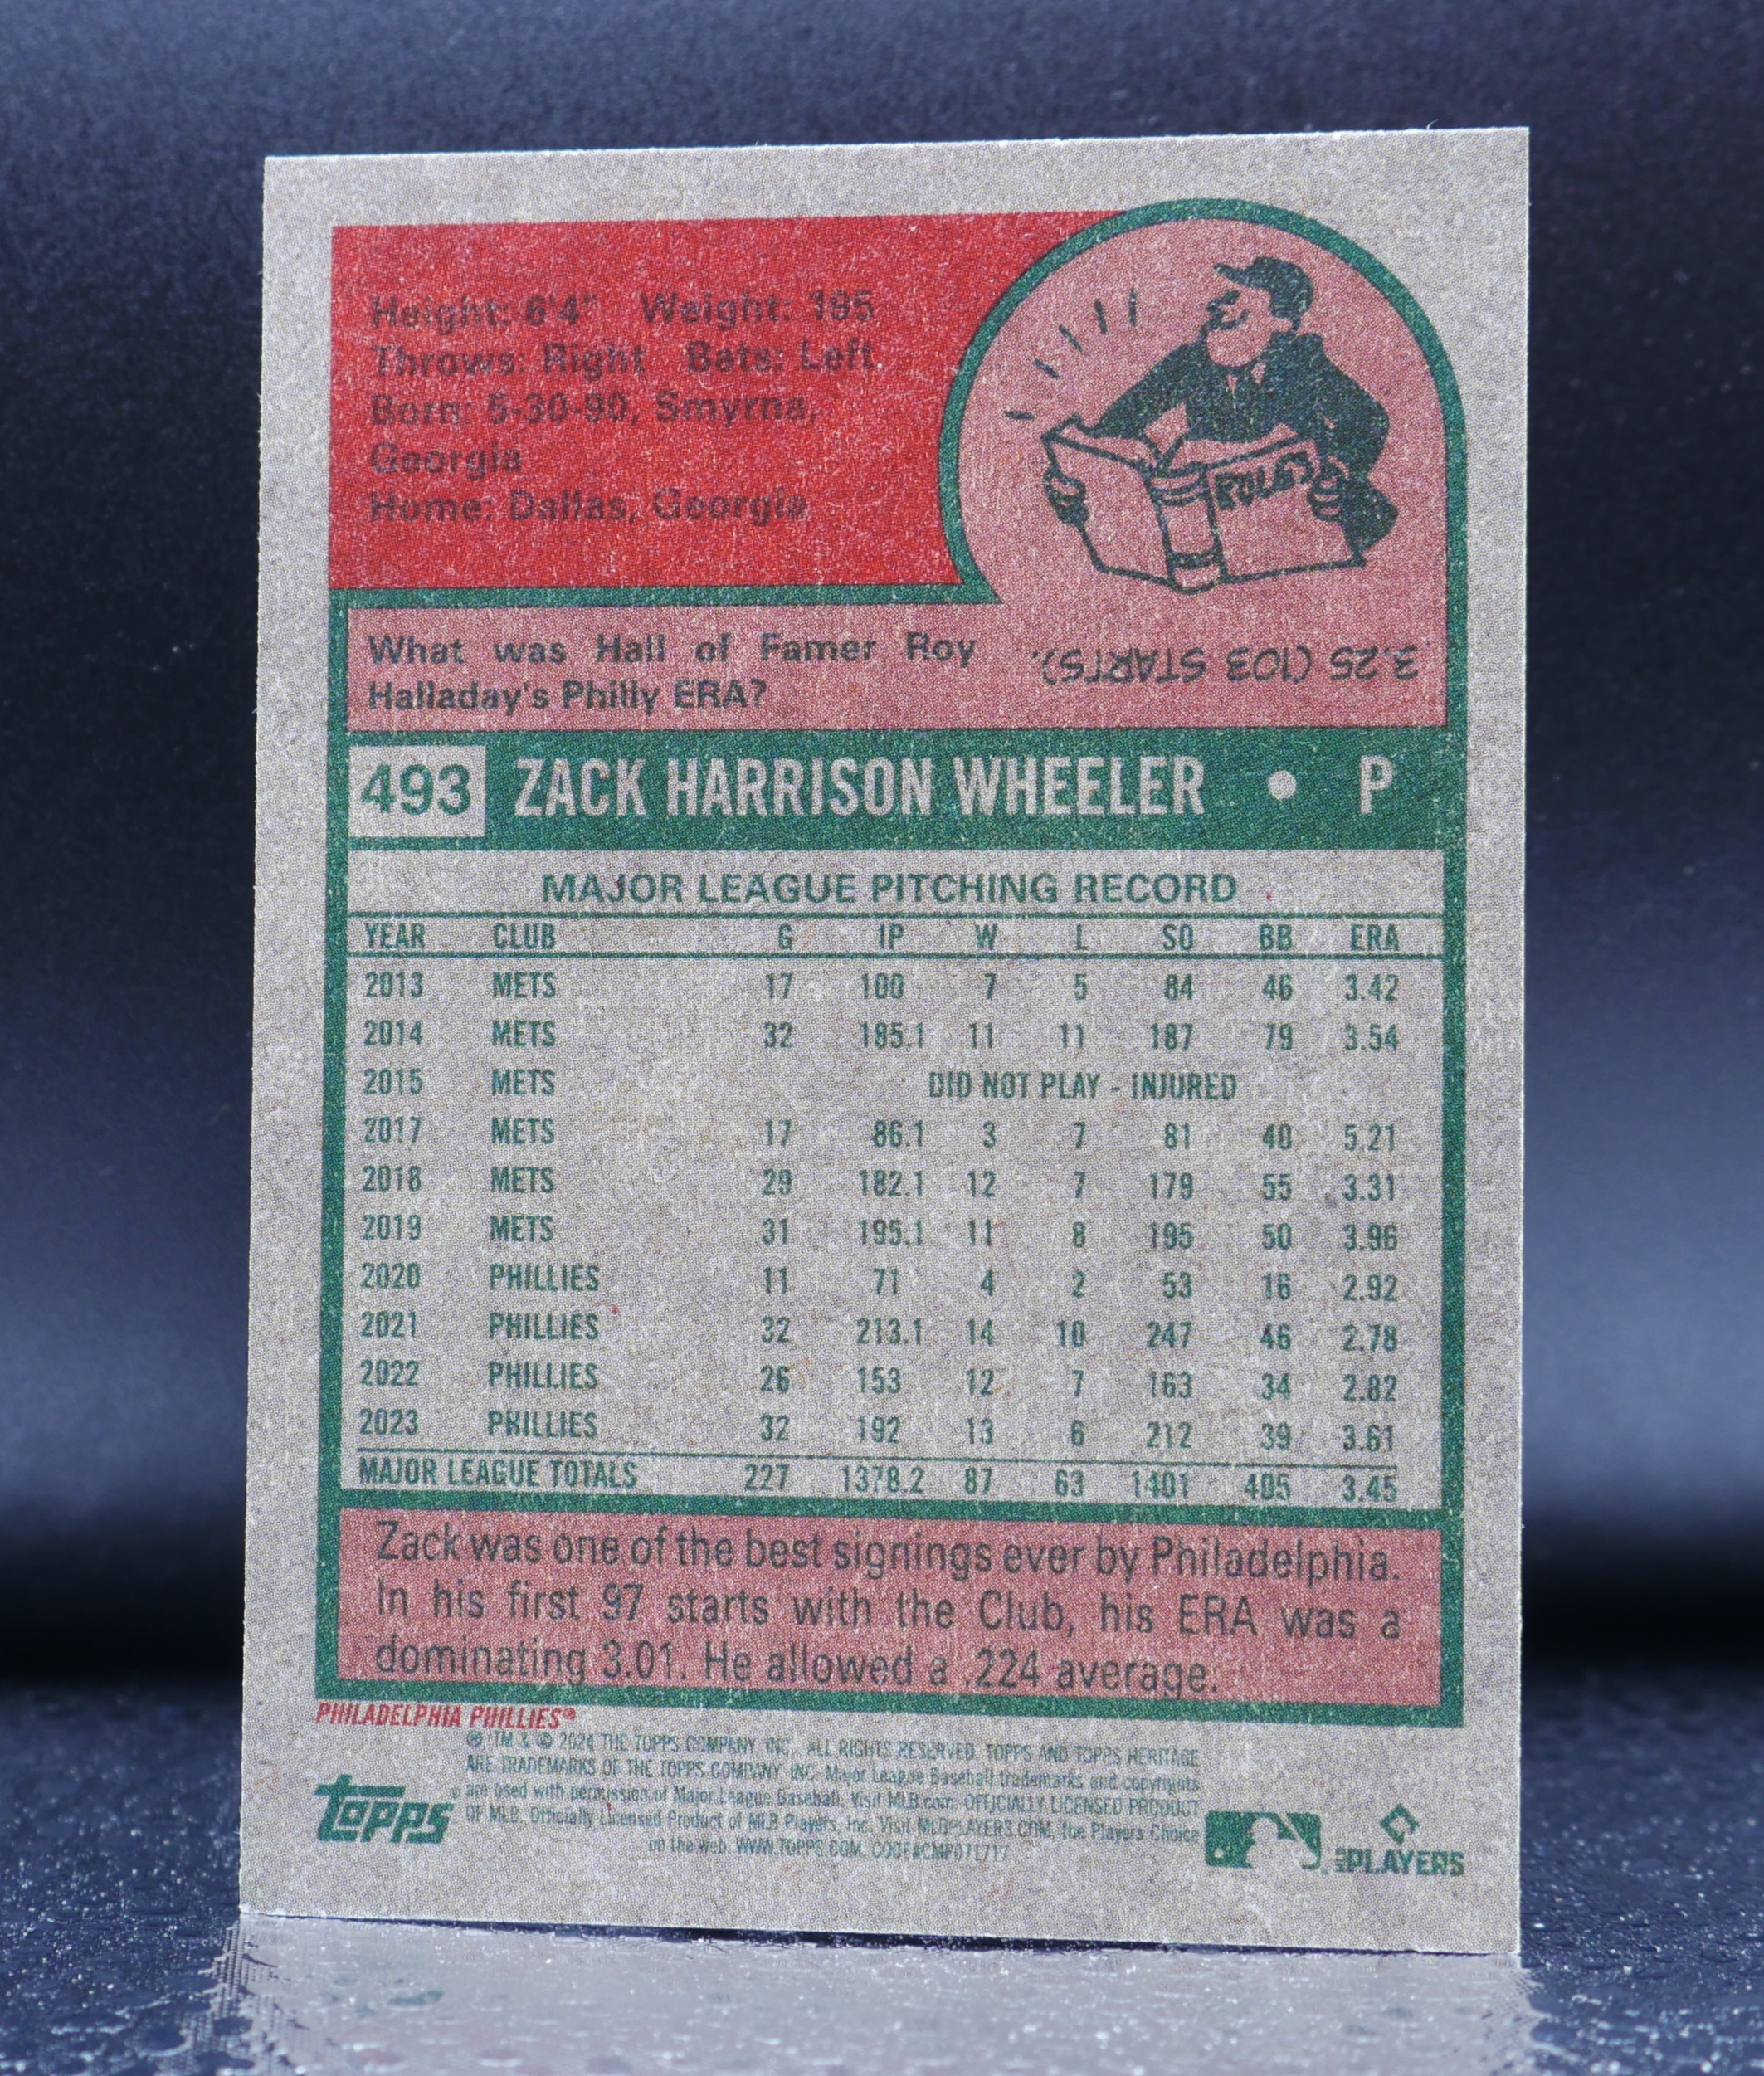 Height: 6'4" Weight: 195
Throws: Right Bats: Left
Born: 5-30-90, Smyrna,
Georgia
Home: Dallas, Georgia
RULES
What was Hall of Famer Roy
Halladay's Philly ERA?
3.25 (103 STARTS).
493 ZACK HARRISON WHEELER • P
MAJOR LEAGUE PITCHING RECORD
YEAR CLUB G IP W L SO BB ERA
2013 METS 17 100 7 5 84 46 3.42
2014 METS 32 185.1 11 11 187 79 3.54
2015 METS DID NOT PLAY - INJURED
2017 METS 17 86.1 3 7 81 40 5.21
2018 METS 29 182.1 12 7 179 55 3.31
2019 METS 31 195.1 11 8 195 50 3.96
2020 PHILLIES 11 71 4 2 53 16 2.92
2021 PHILLIES 32 213.1 14 10 247 46 2.78
2022 PHILLIES 26 153 12 7 163 34 2.82
2023 PHILLIES 32 192 13 6 212 39 3.61
MAJOR LEAGUE TOTALS 227 1378.2 87 63 1401 405 3.45
Zack was one of the best signings ever by Philadelphia.
In his first 97 starts with the Club, his ERA was a
dominating 3.01. He allowed a .224 average.
PHILADELPHIA PHILLIES®
® TM & © 2024 THE TOPPS COMPANY, INC. ALL RIGHTS RESERVED. TOPPS AND TOPPS HERITAGE
ARE TRADEMARKS OF THE TOPPS COMPANY, INC. Major League Baseball trademarks and copyrights
are used with permission of Major League Baseball. Visit MLB.com. OFFICIALLY LICENSED PRODUCT
OF MLB. Officially Licensed Product of MLB Players, Inc. Visit MLBPLAYERS.COM, the Players Choice
on the web. WWW.TOPPS.COM. CODE#CMP071717
topps®
MLB PLAYERS